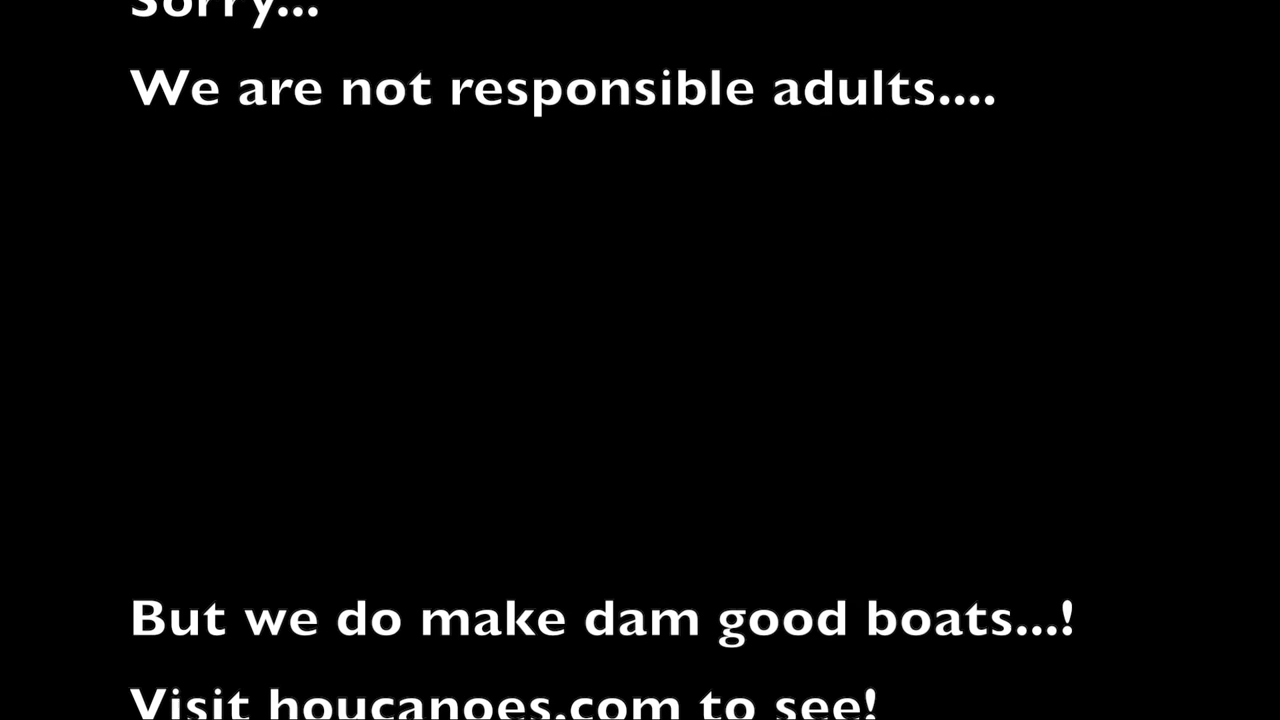 Sorry...
We are not responsible adults....
But we do make dam good boats...!
Visit houcanoes.com to see!